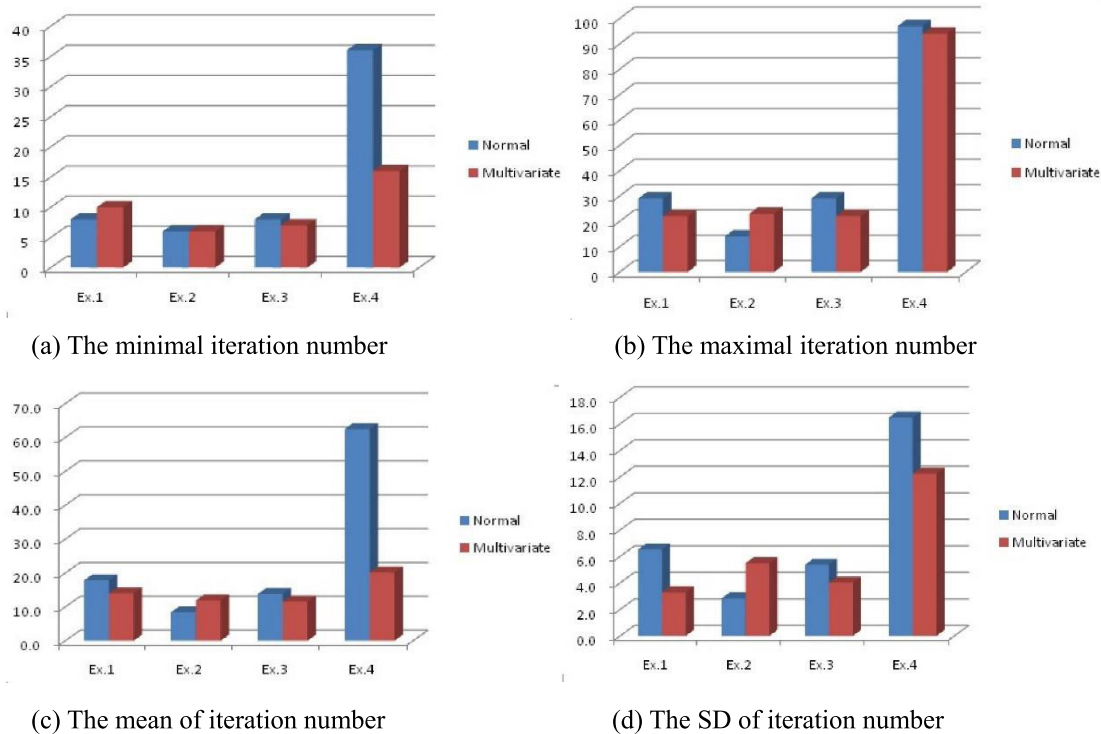 40
35
30
25
20
15
10
5
0
Ex.1 Ex.2 Ex.3 Ex.4
Normal
Multivariate
(a) The minimal iteration number
100
90
80
70
60
50
40
30
20
10
0
Ex.1 Ex.2 Ex.3 Ex.4
Normal
Multivariate
(b) The maximal iteration number
70.0
60.0
50.0
40.0
30.0
20.0
10.0
0.0
Ex.1 Ex.2 Ex.3 Ex.4
Normal
Multivariate
(c) The mean of iteration number
18.0
16.0
14.0
12.0
10.0
8.0
6.0
4.0
2.0
0.0
Ex.1 Ex.2 Ex.3 Ex.4
Normal
Multivariate
(d) The SD of iteration number